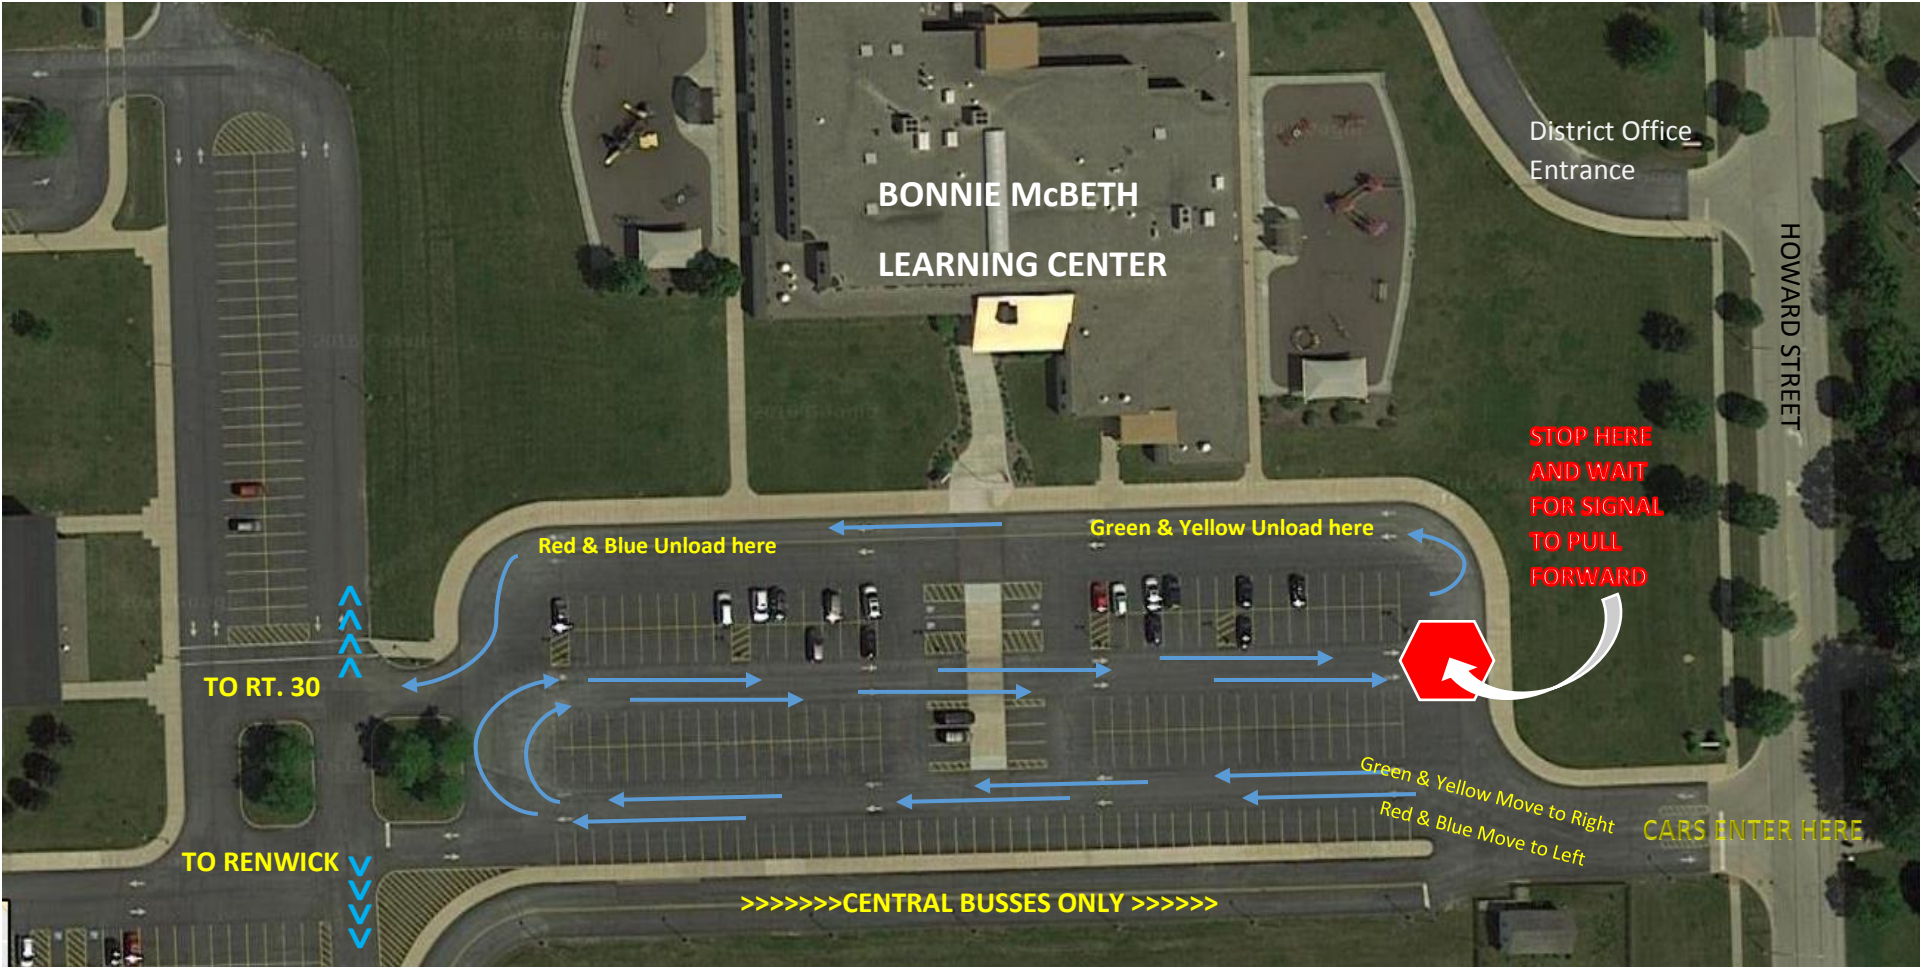 District Office
Entrance
BONNIE McBETH
LEARNING CENTER
HOWARD STREET
STOP HERE
AND WAIT
FOR SIGNAL
TO PULL
FORWARD
Green & Yellow Unload here
Red & Blue Unload here
TO RT. 30
Green & Yellow Move to Right
Red & Blue Move to Left
CARS ENTER HERE
TO RENWICK
>>>>>>>CENTRAL BUSSES ONLY >>>>>>